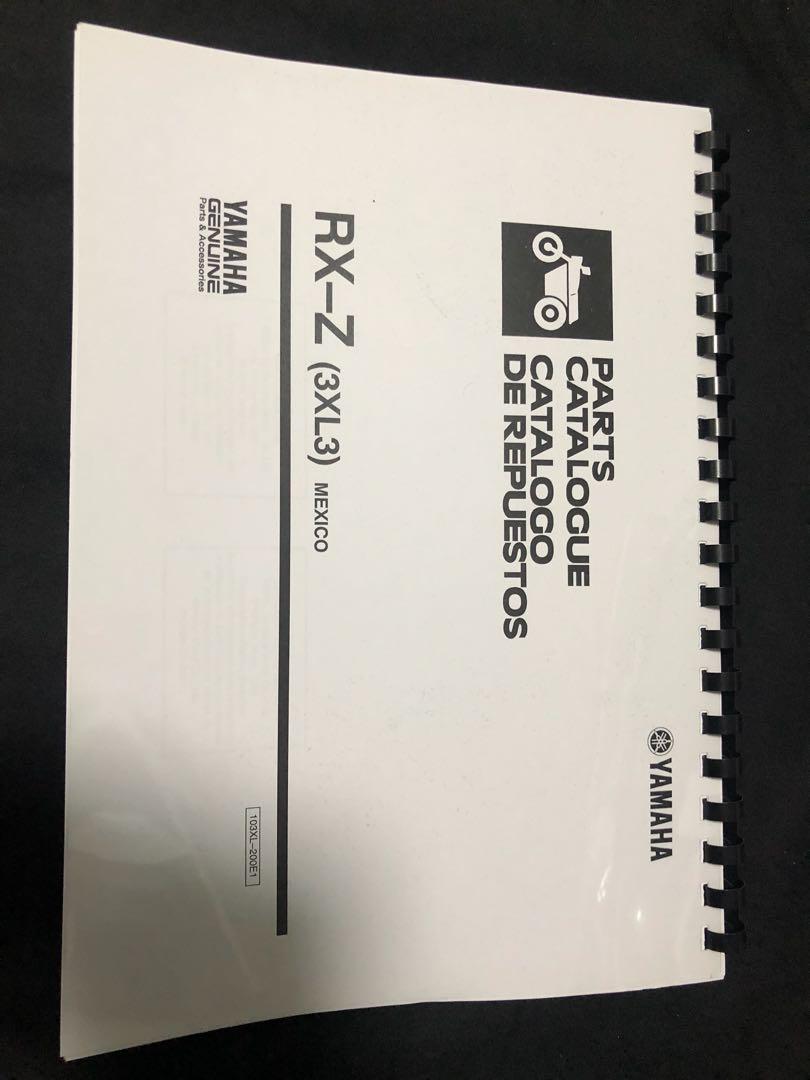 YAMAHA
PARTS
CATALOGUE
CATALOGO
DE REPUESTOS
RX–Z (3XL3) MEXICO
103XL–200E1
YAMAHA
GENUINE
Parts & Accessories